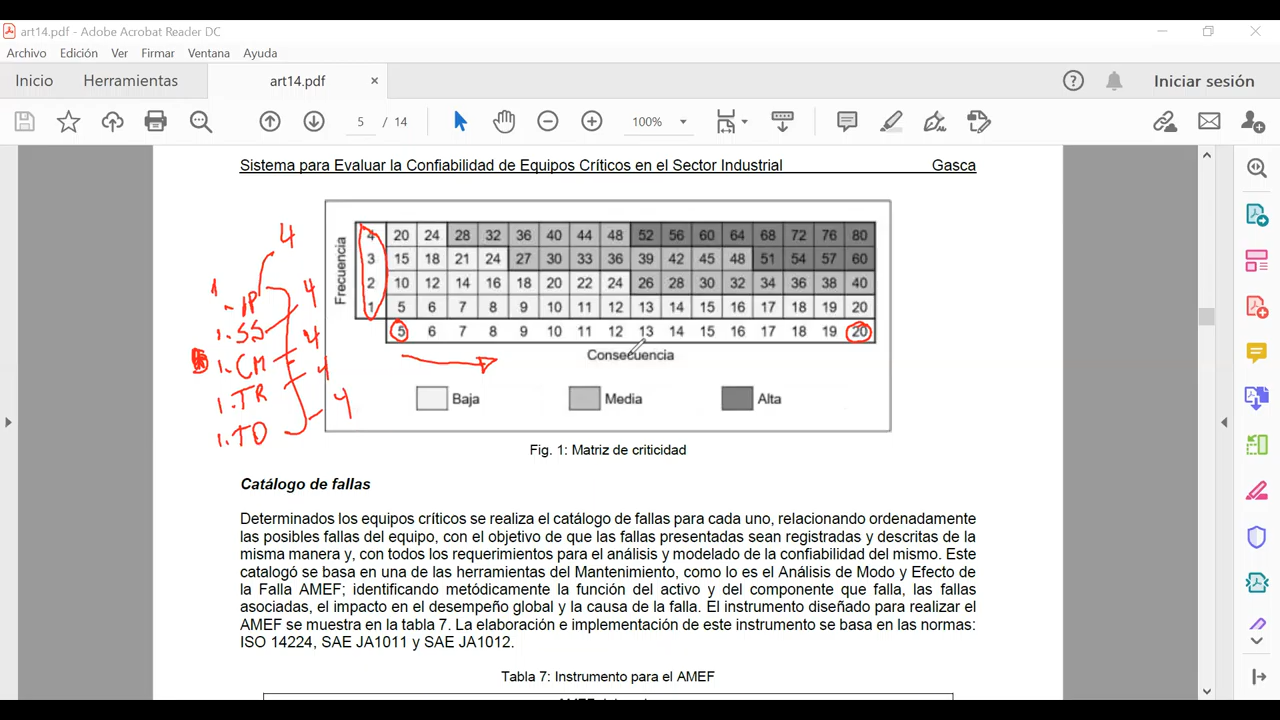 art14.pdf - Adobe Acrobat Reader DC
Archivo Edición Ver Firmar Ventana Ayuda
Inicio Herramientas art14.pdf × Iniciar sesión
5 / 14 100%
Sistema para Evaluar la Confiabilidad de Equipos Críticos en el Sector Industrial Gasca
Frecuencia
4 20 24 28 32 36 40 44 48 52 56 60 64 68 72 76 80
3 15 18 21 24 27 30 33 36 39 42 45 48 51 54 57 60
2 10 12 14 16 18 20 22 24 26 28 30 32 34 36 38 40
1 5 6 7 8 9 10 11 12 13 14 15 16 17 18 19 20
5 6 7 8 9 10 11 12 13 14 15 16 17 18 19 20
Consecuencia
Baja Media Alta
4
1. IP
1. SS 4
1. CM 4
1. TR 4
1. TD 4
Fig. 1: Matriz de criticidad
Catálogo de fallas
Determinados los equipos críticos se realiza el catálogo de fallas para cada uno, relacionando ordenadamente
las posibles fallas del equipo, con el objetivo de que las fallas presentadas sean registradas y descritas de la
misma manera y, con todos los requerimientos para el análisis y modelado de la confiabilidad del mismo. Este
catalogó se basa en una de las herramientas del Mantenimiento, como lo es el Análisis de Modo y Efecto de
la Falla AMEF; identificando metódicamente la función del activo y del componente que falla, las fallas
asociadas, el impacto en el desempeño global y la causa de la falla. El instrumento diseñado para realizar el
AMEF se muestra en la tabla 7. La elaboración e implementación de este instrumento se basa en las normas:
ISO 14224, SAE JA1011 y SAE JA1012.
Tabla 7: Instrumento para el AMEF